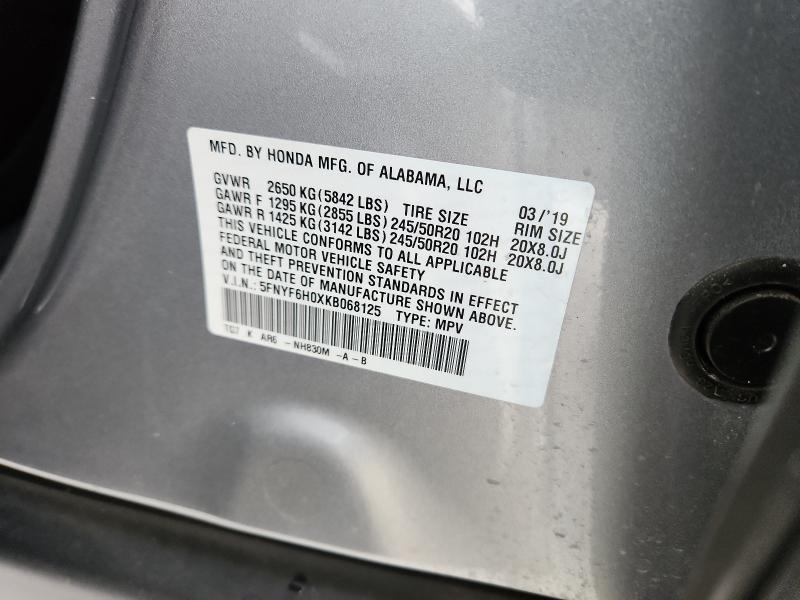 MFD. BY HONDA MFG. OF ALABAMA, LLC
GVWR 2650 KG(5842 LBS) TIRE SIZE 03/'19 RIM SIZE
GAWR F 1295 KG(2855 LBS) 245/50R20 102H 20X8.0J
GAWR R 1425 KG(3142 LBS) 245/50R20 102H 20X8.0J
THIS VEHICLE CONFORMS TO ALL APPLICABLE
FEDERAL MOTOR VEHICLE SAFETY
AND THEFT PREVENTION STANDARDS IN EFFECT
ON THE DATE OF MANUFACTURE SHOWN ABOVE.
V.I.N.: 5FNYF6H0XKB068125 TYPE: MPV
TG7 K AR6 -NH830M -A-B